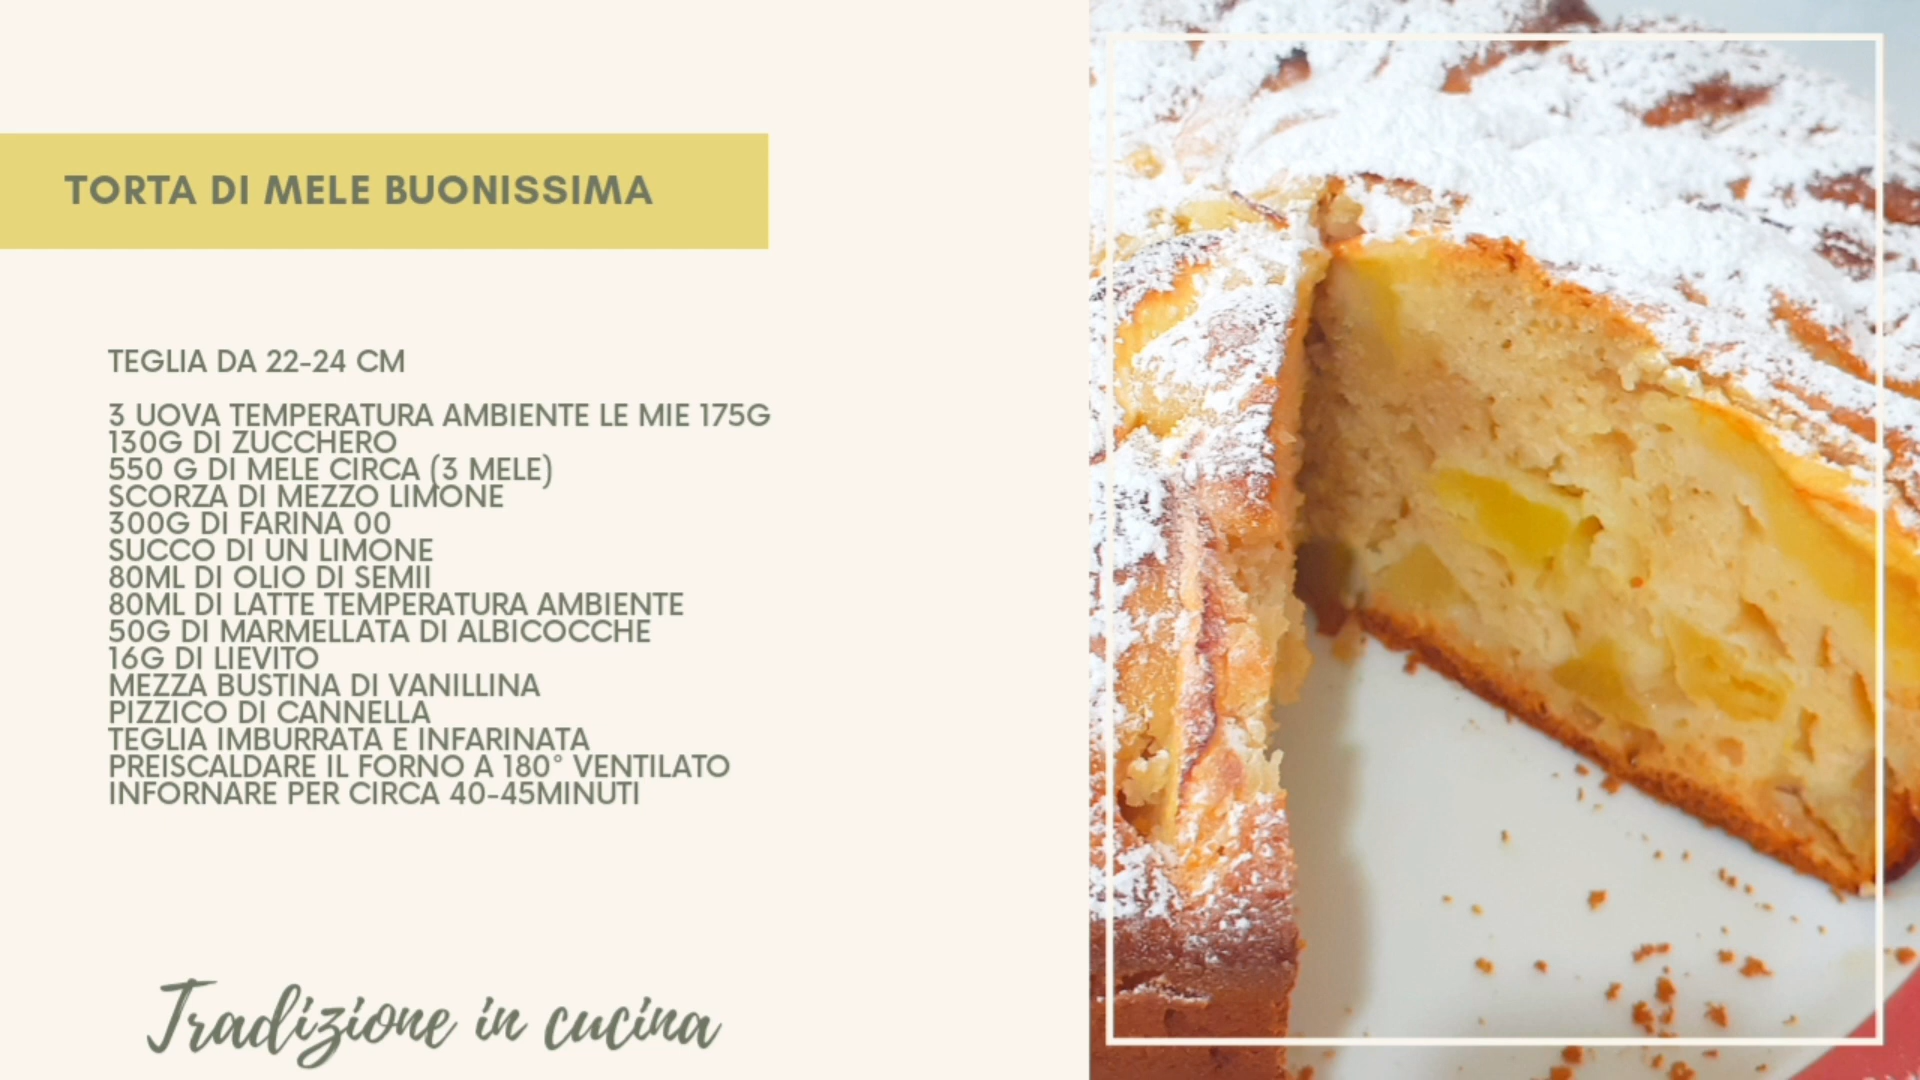 TORTA DI MELE BUONISSIMA
TEGLIA DA 22-24 CM
3 UOVA TEMPERATURA AMBIENTE LE MIE 175G
130G DI ZUCCHERO
550 G DI MELE CIRCA (3 MELE)
SCORZA DI MEZZO LIMONE
300G DI FARINA 00
SUCCO DI UN LIMONE
80ML DI OLIO DI SEMII
80ML DI LATTE TEMPERATURA AMBIENTE
50G DI MARMELLATA DI ALBICOCCHE
16G DI LIEVITO
MEZZA BUSTINA DI VANILLINA
PIZZICO DI CANNELLA
TEGLIA IMBURRATA E INFARINATA
PREISCALDARE IL FORNO A 180° VENTILATO
INFORNARE PER CIRCA 40-45MINUTI
Tradizione in cucina